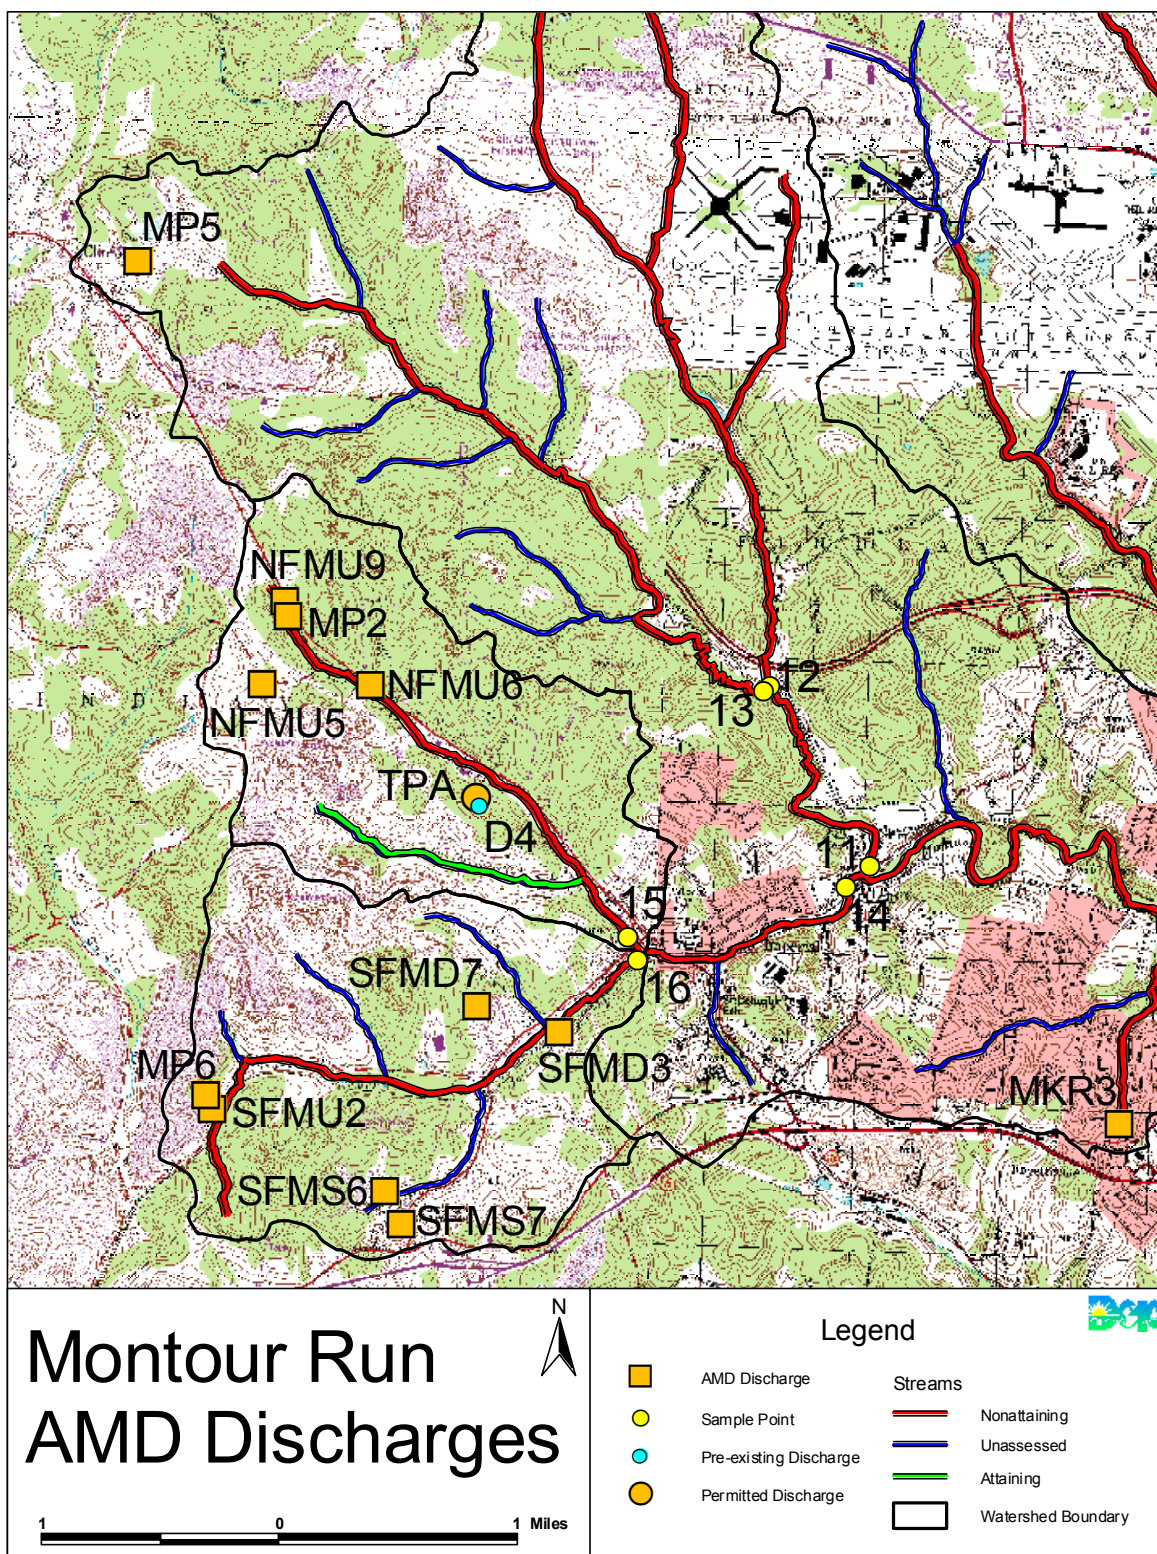 MP5
NFMU9
MP2
NFMU6
NFMU5
12
13
TPA
D4
11
14
15
16
SFMD7
SFMD3
MP6
SFMU2
MKR3
SFMS6
SFMS7
Montour Run
AMD Discharges
N
1 0 1 Miles
Legend
AMD Discharge
Sample Point
Pre-existing Discharge
Permitted Discharge
Streams
Nonattaining
Unassessed
Attaining
Watershed Boundary